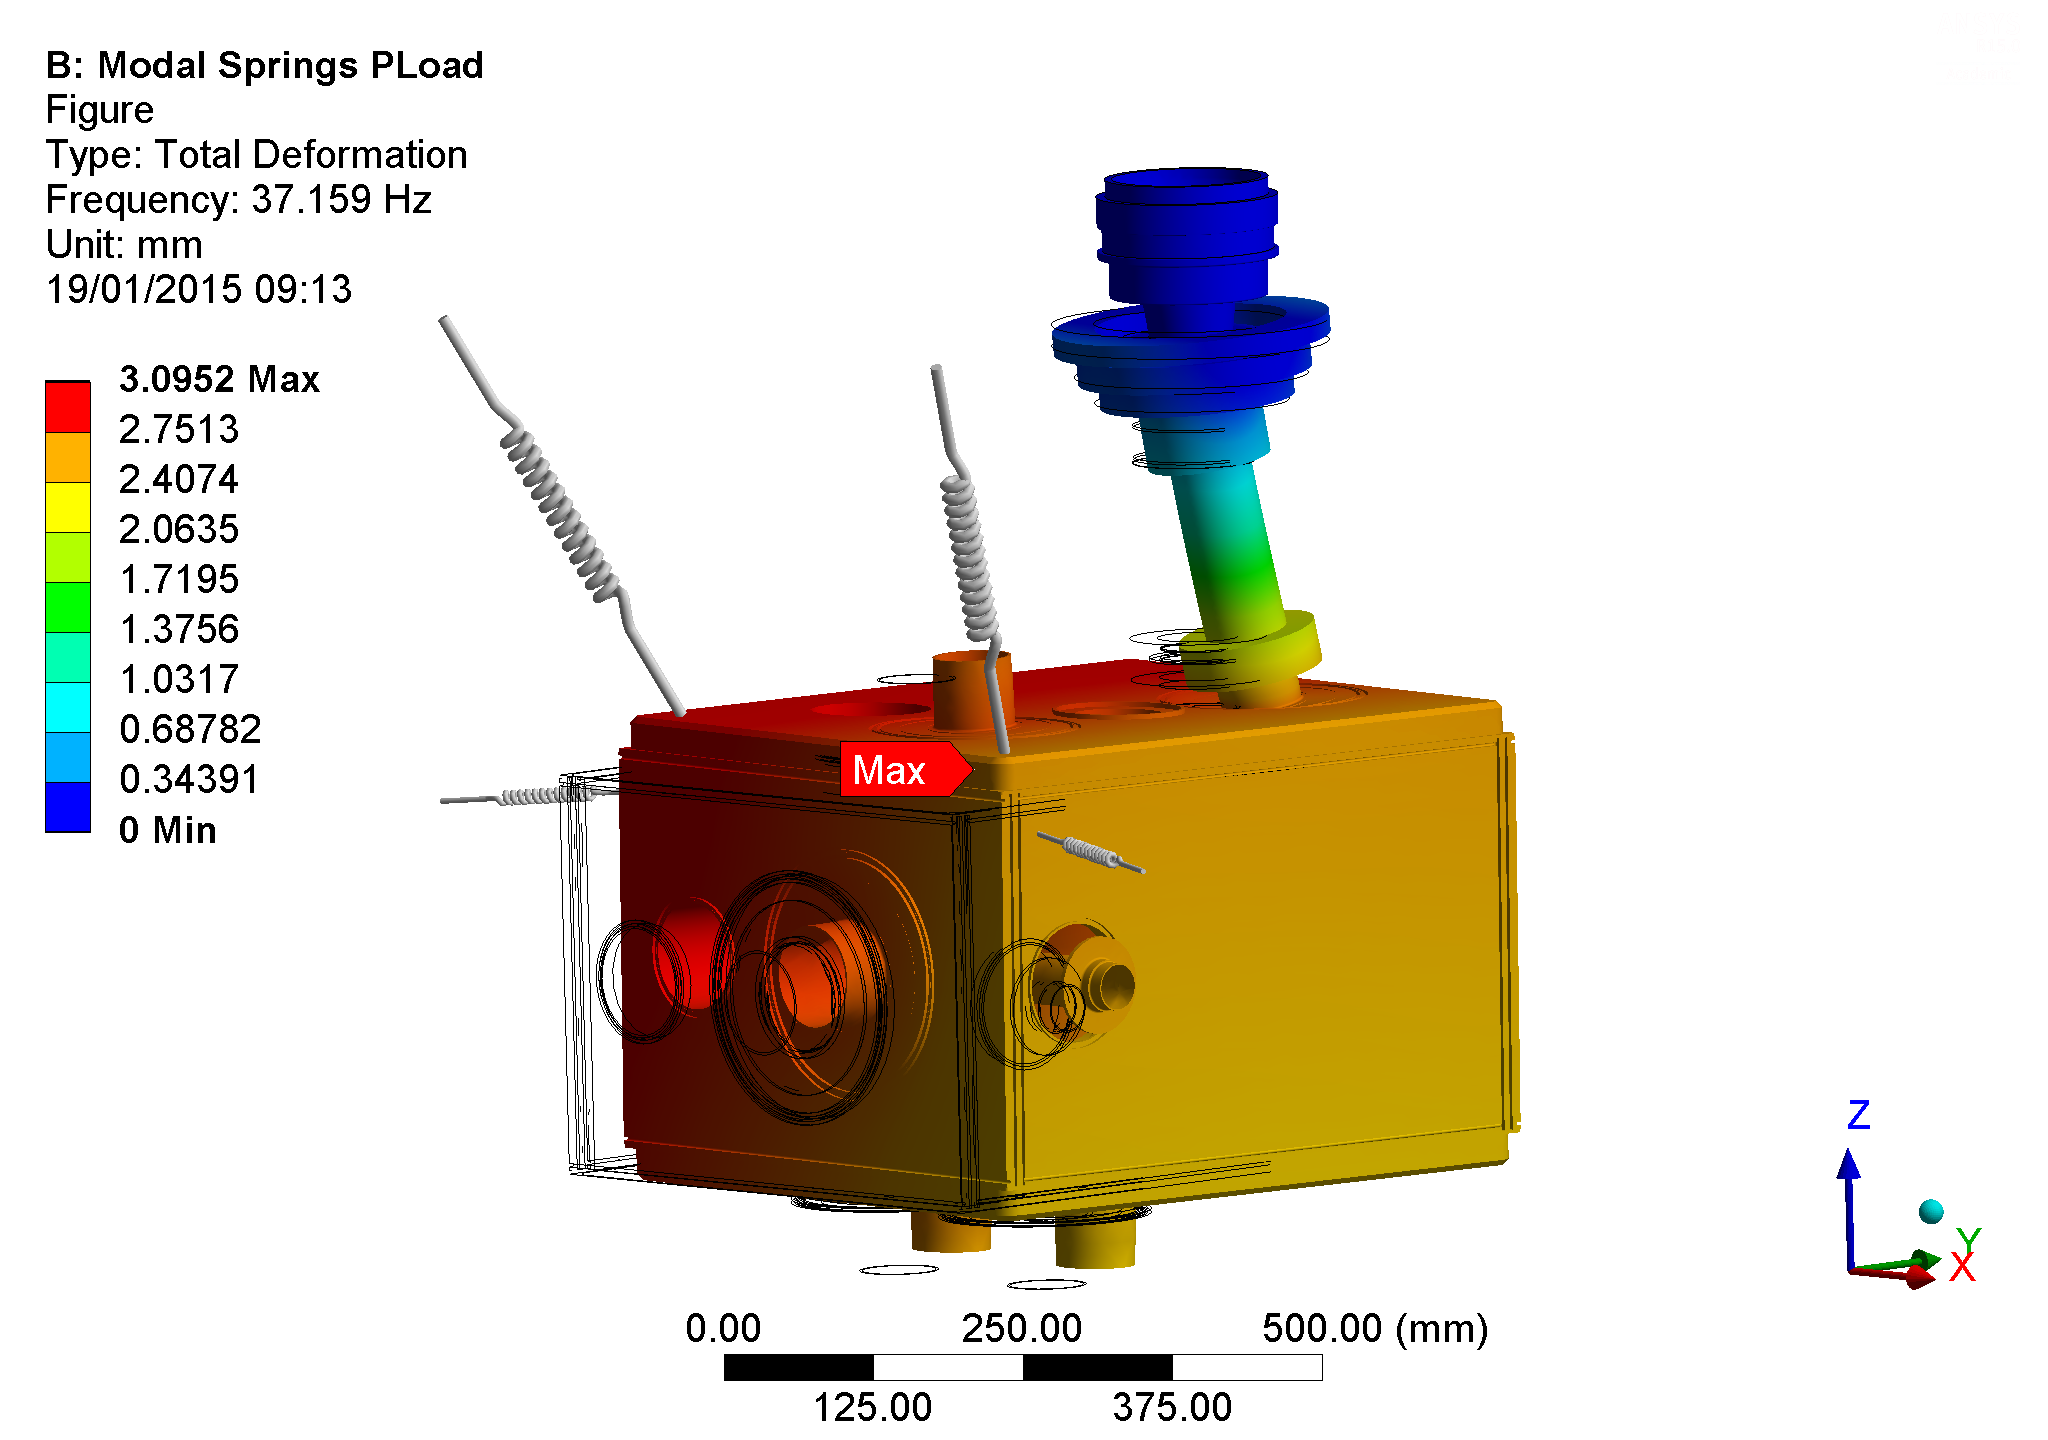 B: Modal Springs PLoad
Figure
Type: Total Deformation
Frequency: 37.159 Hz
Unit: mm
19/01/2015 09:13
3.0952 Max
2.7513
2.4074
2.0635
1.7195
1.3756
1.0317
0.68782
0.34391
0 Min
Max
Z
Y
X
0.00 250.00 500.00 (mm)
125.00 375.00